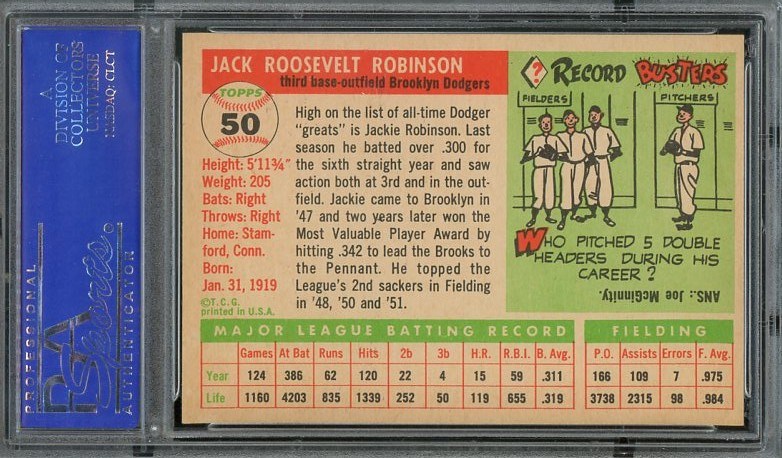 A
DIVISION OF
COLLECTORS
UNIVERSE
NASDAQ: CLCT
PROFESSIONAL
PSA
Sports
AUTHENTICATOR
JACK ROOSEVELT ROBINSON
third base-outfield Brooklyn Dodgers
TOPPS
50
Height: 5'11¾"
Weight: 205
Bats: Right
Throws: Right
Home: Stam-
ford, Conn.
Born:
Jan. 31, 1919
©T.C.G.
printed in U.S.A.
High on the list of all-time Dodger
"greats" is Jackie Robinson. Last
season he batted over .300 for
the sixth straight year and saw
action both at 3rd and in the out-
field. Jackie came to Brooklyn in
'47 and two years later won the
Most Valuable Player Award by
hitting .342 to lead the Brooks to
the Pennant. He topped the
League's 2nd sackers in Fielding
in '48, '50 and '51.
? RECORD BUSTERS
FIELDERS
PITCHERS
WHO PITCHED 5 DOUBLE
HEADERS DURING HIS
CAREER?
ANS.: Joe McGinnity.
MAJOR LEAGUE BATTING RECORD
Games At Bat Runs Hits 2b 3b H.R. R.B.I. B. Avg.
Year 124 386 62 120 22 4 15 59 .311
Life 1160 4203 835 1339 252 50 119 655 .319
FIELDING
P.O. Assists Errors F. Avg.
166 109 7 .975
3738 2315 98 .984